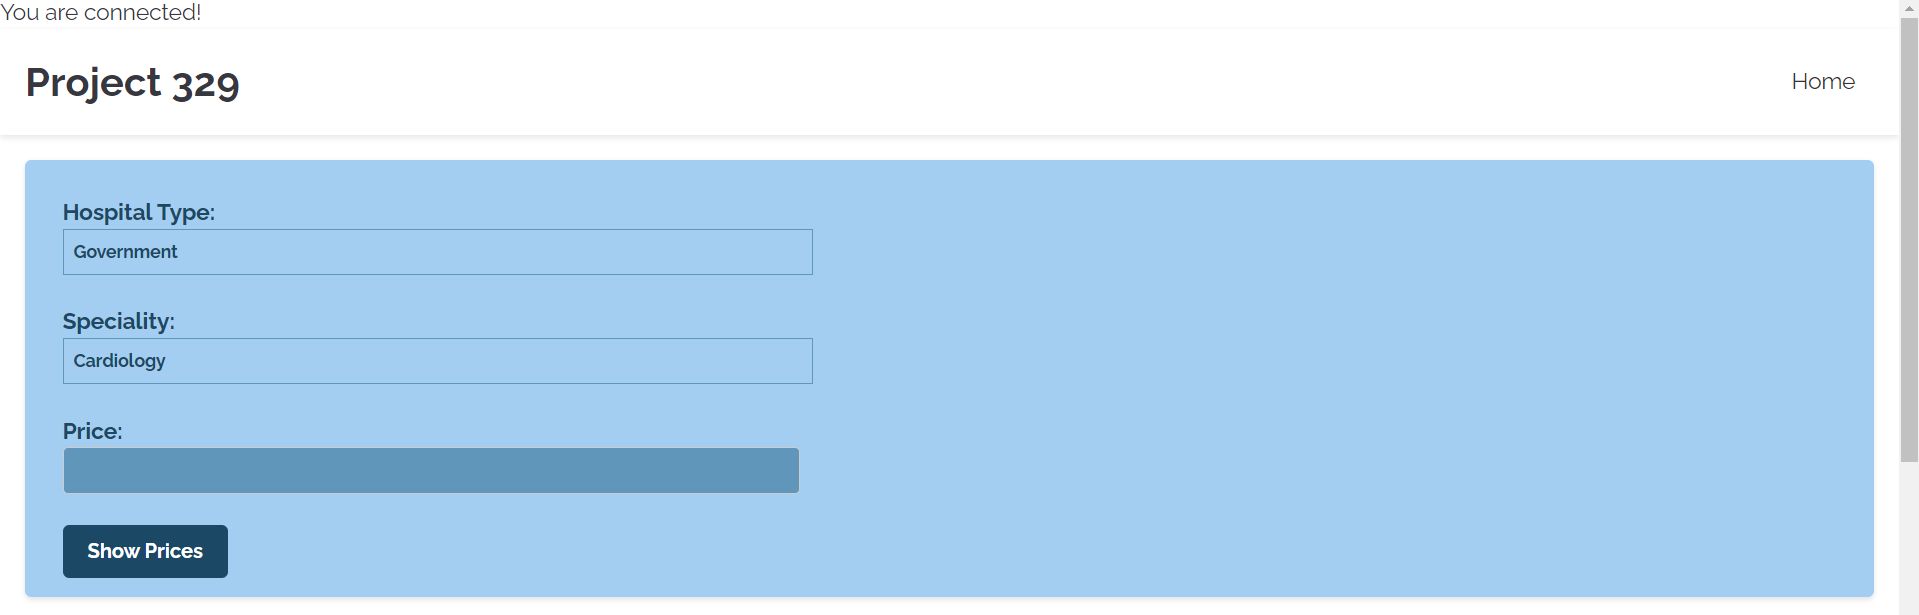 You are connected!
Project 329
Home
Hospital Type:
Government
Speciality:
Cardiology
Price:
Show Prices